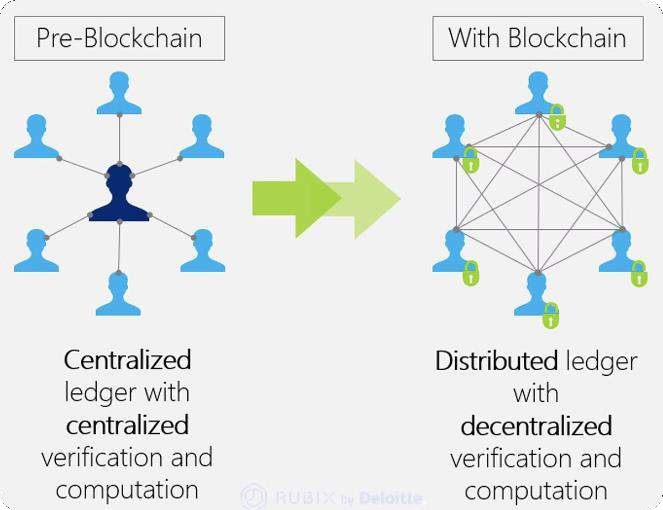 Pre-Blockchain
With Blockchain
Centralized
ledger with
centralized
verification and
computation
Distributed ledger
with
decentralized
verification and
computation
RUBIX by Deloitte